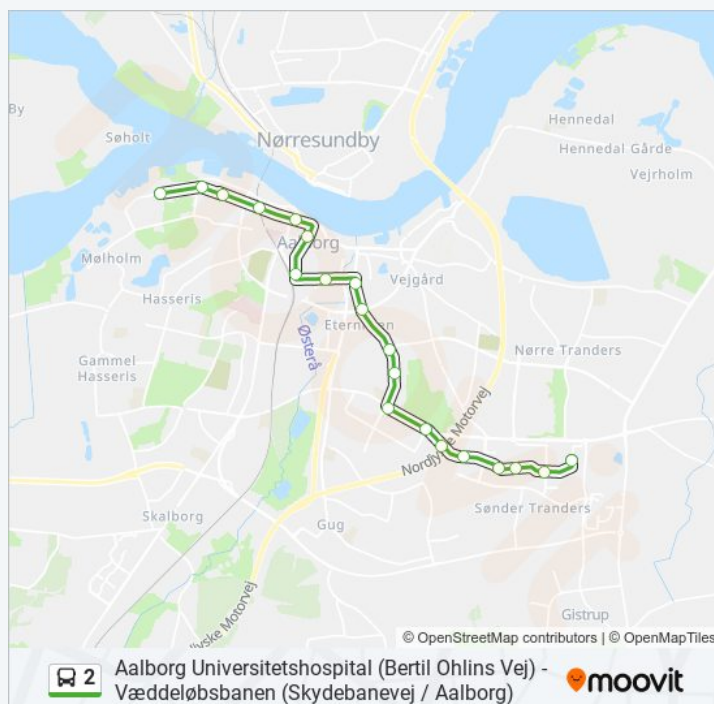 By
Søholt
Nørresundby
Hennedal
Hennedal Gårde
Vejrholm
Mølholm
Aalborg
Vejgård
Hasseris
Østerå
Eternitten
Nørre Tranders
Gammel
Hasseris
Nordjyske Motorvej
Skalborg
Gug
Sønder Tranders
Gistrup
© OpenStreetMap contributors | © OpenMapTiles
2
Aalborg Universitetshospital (Bertil Ohlins Vej) -
Væddeløbsbanen (Skydebanevej / Aalborg)
moovit